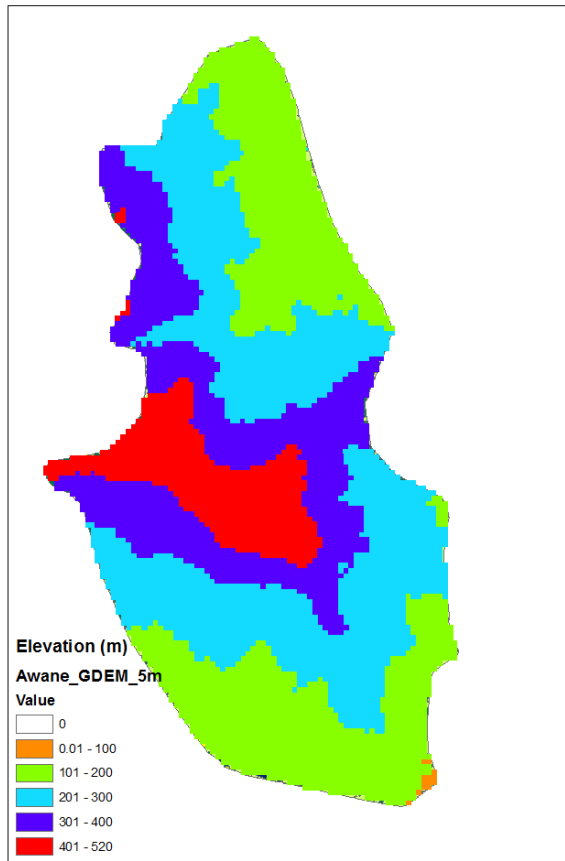 Elevation (m)
Awane_GDEM_5m
Value
0
0.01 - 100
101 - 200
201 - 300
301 - 400
401 - 520